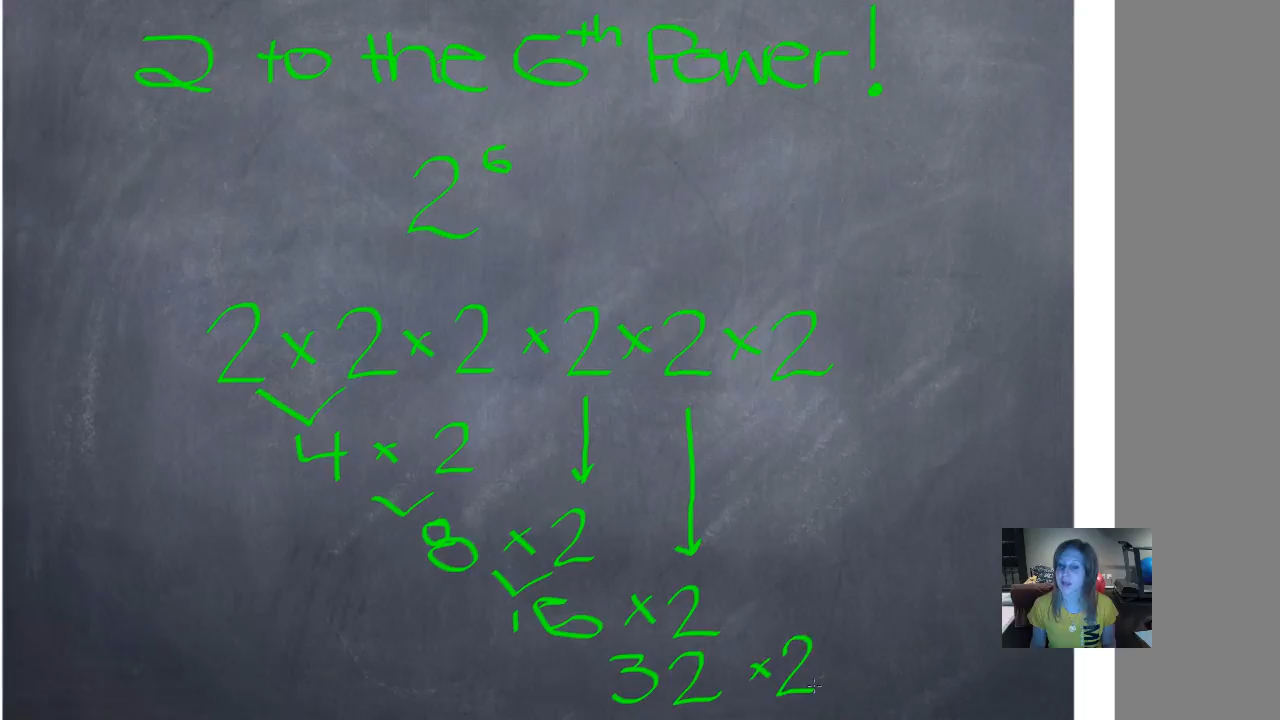 2 to the 6th Power!
2⁶
2 × 2 × 2 × 2 × 2 × 2
4 × 2
8 × 2
16 × 2
32 × 2